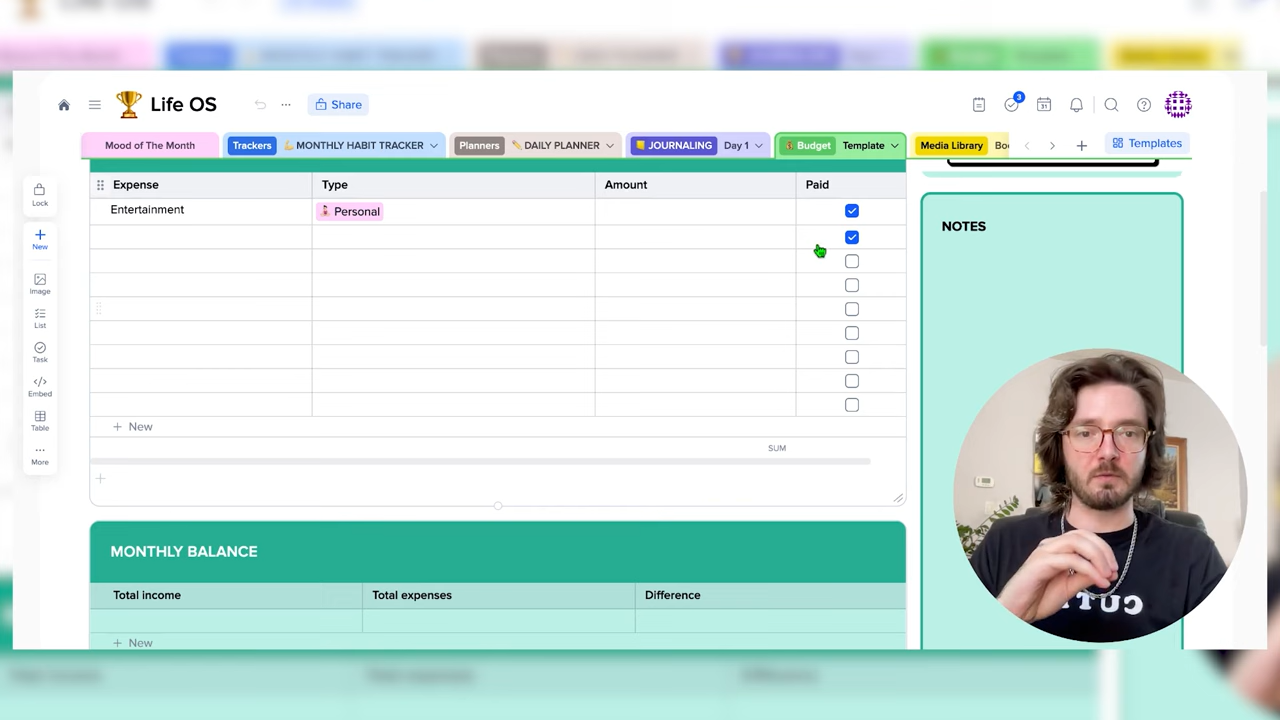 Life OS
Share
3
31
Mood of The Month
Trackers
MONTHLY HABIT TRACKER
Planners
DAILY PLANNER
JOURNALING
Day 1
Budget
Template
Media Library
Templates
Lock
New
Image
List
Task
Embed
Table
More
Expense Type Amount Paid
Entertainment Personal
+ New
SUM
MONTHLY BALANCE
Total income Total expenses Difference
+ New
NOTES